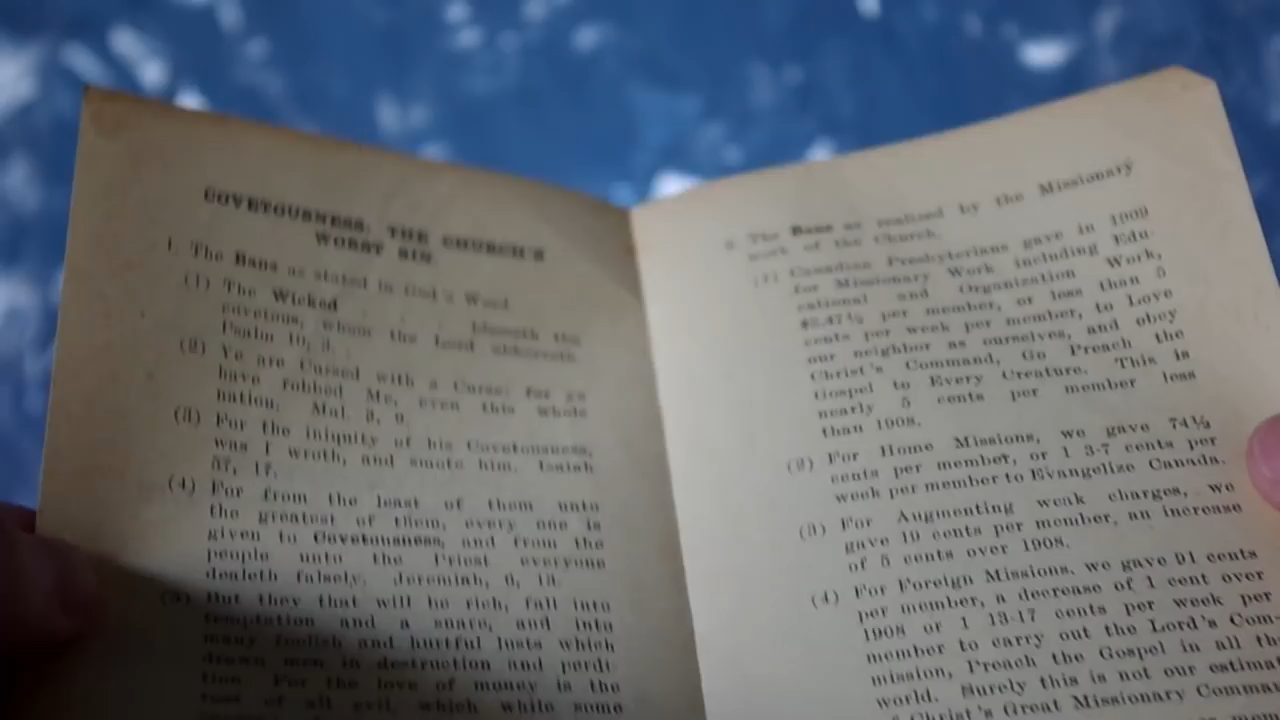 COVETOUSNESS, THE CHURCH'S
WORST SIN.
1. The Bane as stated in God's Word.
(1) The Wicked . . . blesseth the
covetous, whom the Lord abhorreth.
Psalm 10, 3.
(2) Ye are Cursed with a Curse; for ye
have robbed Me, even this whole
nation. Mal. 3, 9.
(3) For the iniquity of his Covetousness,
was I wroth, and smote him. Isaiah
57, 17.
(4) For from the least of them unto
the greatest of them, every one is
given to Covetousness, and from the
people unto the Priest everyone
dealeth falsely. Jeremiah, 6, 13.
(5) But they that will be rich, fall into
temptation and a snare, and into
many foolish and hurtful lusts which
drown men in destruction and perdi-
tion. For the love of money is the
root of all evil, which while some
The Bane as realized by the Missionary
work of the Church.
(1) Canadian Presbyterians gave in 1909
for Missionary Work including Edu-
cational and Organization Work,
$2.47½ per member, or less than 5
cents per week per member, to Love
our neighbor as ourselves, and obey
Christ's Command, Go Preach the
Gospel to Every Creature. This is
nearly 5 cents per member less
than 1908.
(2) For Home Missions, we gave 74½
cents per member, or 1 3-7 cents per
week per member to Evangelize Canada.
(3) For Augmenting weak charges, we
gave 19 cents per member, an increase
of 5 cents over 1908.
(4) For Foreign Missions, we gave 91 cents
per member, a decrease of 1 cent over
1908 or 1 13-17 cents per week per
member to carry out the Lord's Com-
mission, Preach the Gospel in all th
world. Surely this is not our estimat
Christ's Great Missionary Comma